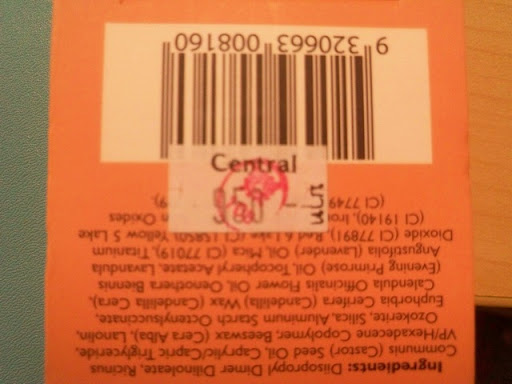 Ingredients: Diisopropyl Dimer Dilinoleate, Ricinus
Communis (Castor) Seed Oil, Caprylic/Capric Triglyceride,
VP/Hexadecene Copolymer, Beeswax, (Cera Alba), Lanolin,
Ozokerite, Silica, Aluminum Starch Octenylsuccinate,
Euphorbia Cerifera (Candelilla) Wax (Candelilla Cera),
Calendula Officinalis Flower Oil, Oenothera Biennis
(Evening Primrose) Oil, Tocopheryl Acetate, Lavandula
Angustifolia (Lavender) Oil, Mica (CI 77019), Titanium
Dioxide (CI 77891), Red 6 Lake (CI 15850), Yellow 5 Lake
(CI 19140), Iron Oxides
(CI 7749
Central
9 320663 008160